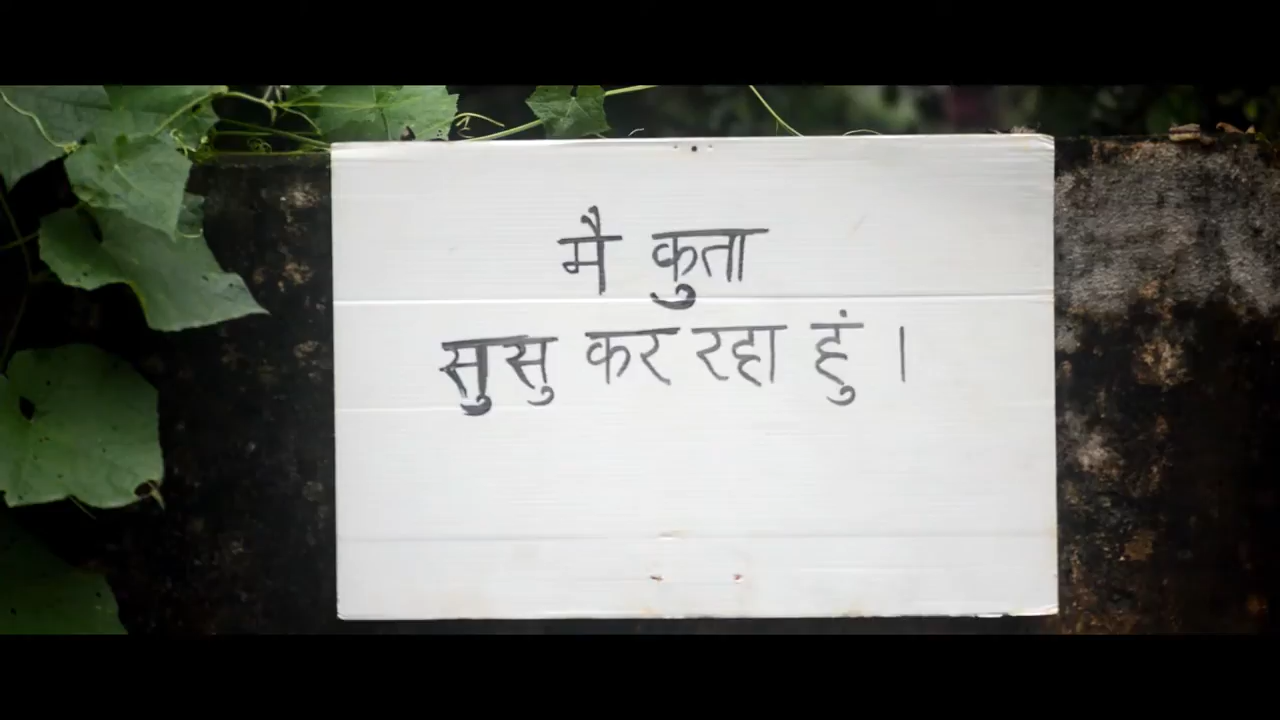 मै कुता
सुसु कर रहा हुं ।